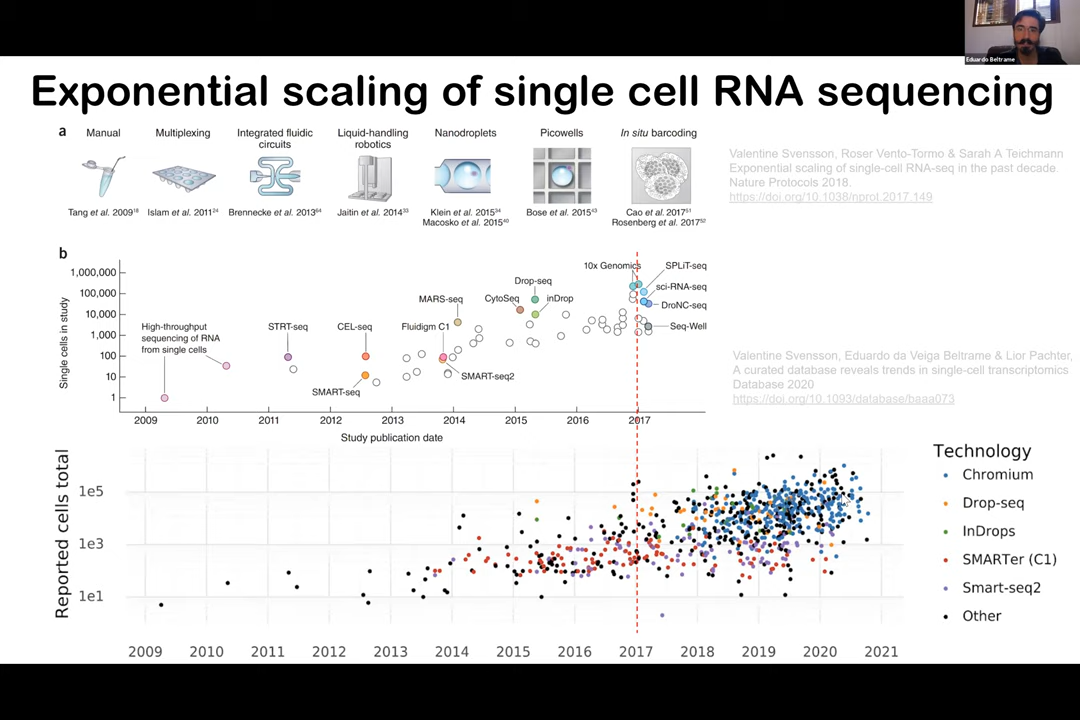 Eduardo Beltrame
Exponential scaling of single cell RNA sequencing
a
Manual
Multiplexing
Integrated fluidic
circuits
Liquid-handling
robotics
Nanodroplets
Picowells
In situ barcoding
Tang et al. 2009¹⁸
Islam et al. 2011²⁴
Brennecke et al. 2013⁶⁴
Jaitin et al. 2014³³
Klein et al. 2015³⁴
Macosko et al. 2015⁴⁰
Bose et al. 2015⁴³
Cao et al. 2017⁵¹
Rosenberg et al. 2017⁵²
Valentine Svensson, Roser Vento-Tormo & Sarah A Teichmann
Exponential scaling of single-cell RNA-seq in the past decade.
Nature Protocols 2018.
https://doi.org/10.1038/nprot.2017.149
b
Single cells in study
1,000,000
100,000
10,000
1,000
100
10
1
High-throughput
sequencing of RNA
from single cells
STRT-seq
CEL-seq
SMART-seq
Fluidigm C1
SMART-seq2
MARS-seq
CytoSeq
Drop-seq
inDrop
10x Genomics
SPLiT-seq
sci-RNA-seq
DroNC-seq
Seq-Well
2009 2010 2011 2012 2013 2014 2015 2016 2017
Study publication date
Valentine Svensson, Eduardo da Veiga Beltrame & Lior Pachter,
A curated database reveals trends in single-cell transcriptomics
Database 2020
https://doi.org/10.1093/database/baaa073
Reported cells total
1e5
1e3
1e1
2009 2010 2011 2012 2013 2014 2015 2016 2017 2018 2019 2020 2021
Technology
Chromium
Drop-seq
InDrops
SMARTer (C1)
Smart-seq2
Other